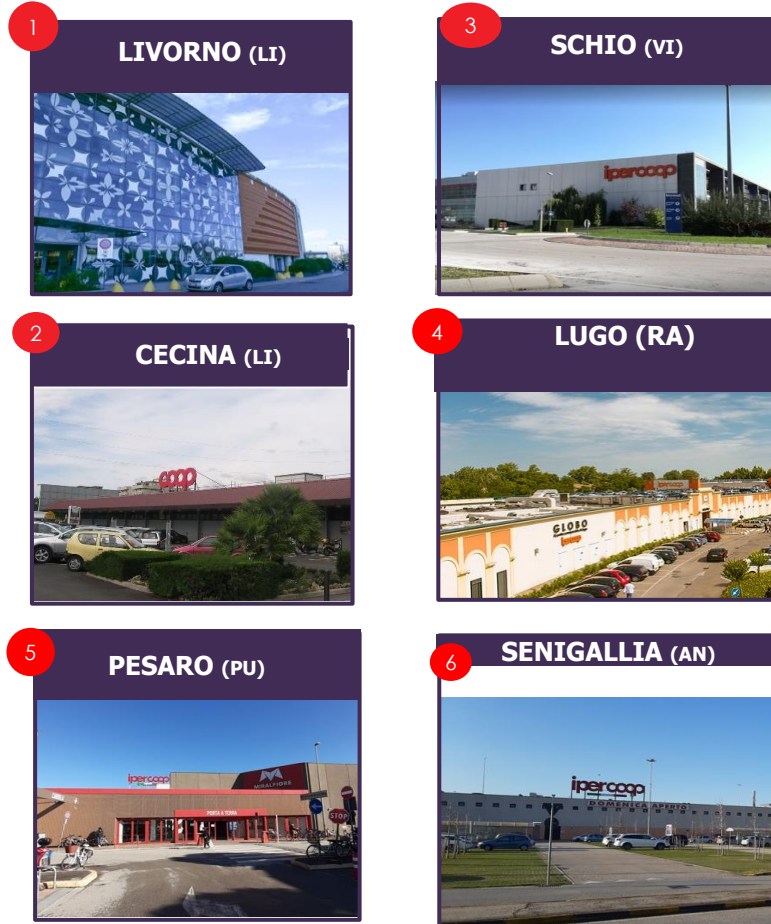 1
LIVORNO (LI)
3
SCHIO (VI)
ipercoop
2
CECINA (LI)
coop
4
LUGO (RA)
ipercoop
GLOBO
ipercoop
5
PESARO (PU)
ipercoop
MIRALFIORE
PORTA A TERRA
STOP
6
SENIGALLIA (AN)
ipercoop
DOMENICA APERTO